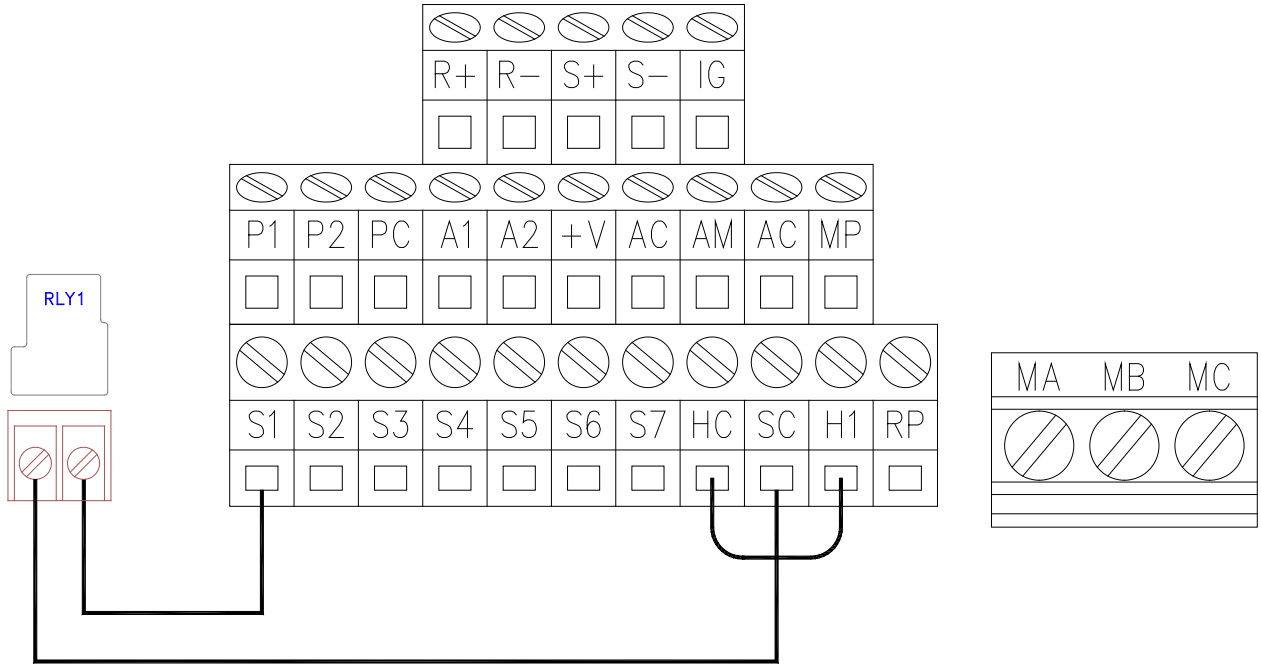 R+ R- S+ S- IG
P1 P2 PC A1 A2 +V AC AM AC MP
RLY1
MA MB MC
S1 S2 S3 S4 S5 S6 S7 HC SC H1 RP